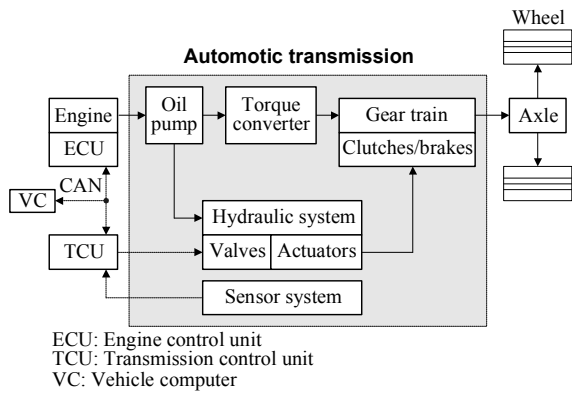 Wheel
Automotic transmission
Engine
ECU
Oil
pump
Torque
converter
Gear train
Clutches/brakes
Axle
CAN
VC
TCU
Hydraulic system
Valves
Actuators
Sensor system
ECU: Engine control unit
TCU: Transmission control unit
VC: Vehicle computer